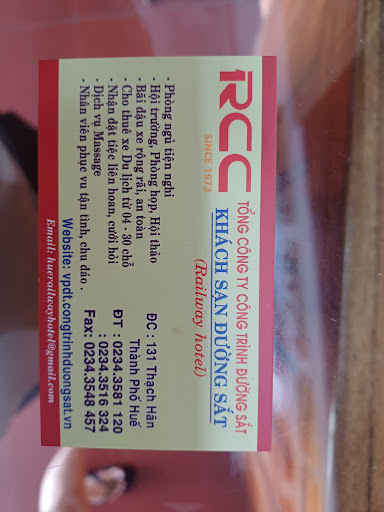 RCC
SINCE 1973
TỔNG CÔNG TY CÔNG TRÌNH ĐƯỜNG SẮT
KHÁCH SẠN ĐƯỜNG SẮT
(Railway hotel)
- Phòng ngủ tiện nghi
- Hội trường, Phòng họp, Hội thảo
- Bãi đậu xe rộng rãi, an toàn
- Cho thuê xe Du lịch từ 04 - 30 chỗ
- Nhận đặt tiệc liên hoan, cưới hỏi
- Dịch vụ Massage
- Nhân viên phục vụ tận tình, chu đáo.
ĐC : 131 Thạch Hãn
Thành Phố Huế
ĐT : 0234.3581 120
: 0234.3516 324
Fax: 0234.3548 457
Website: vpdt.congtrinhduongsat.vn
Email: huerailwayhotel@gmail.com